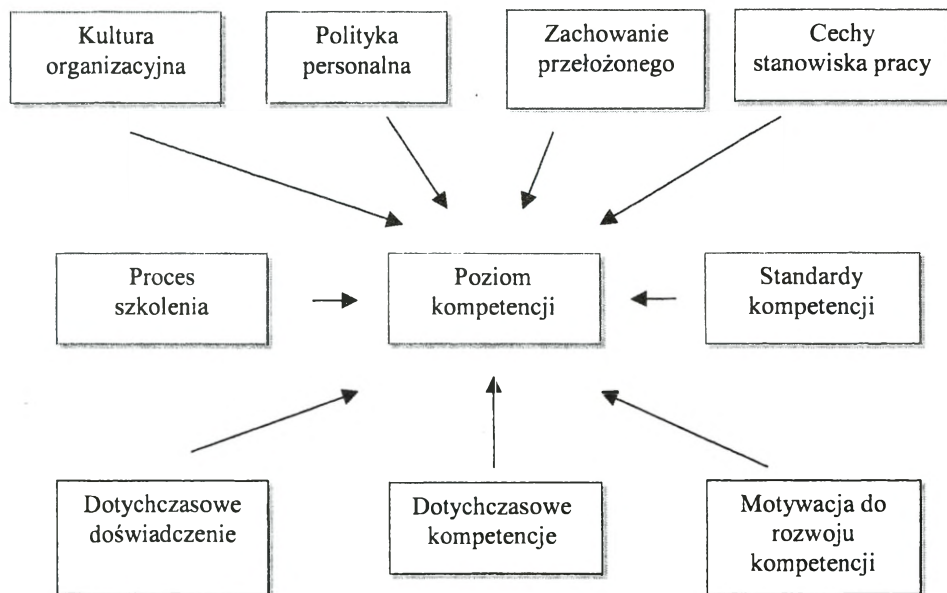 Kultura
organizacyjna
Polityka
personalna
Zachowanie
przełożonego
Cechy
stanowiska pracy
Proces
szkolenia
Poziom
kompetencji
Standardy
kompetencji
Dotychczasowe
doświadczenie
Dotychczasowe
kompetencje
Motywacja do
rozwoju
kompetencji